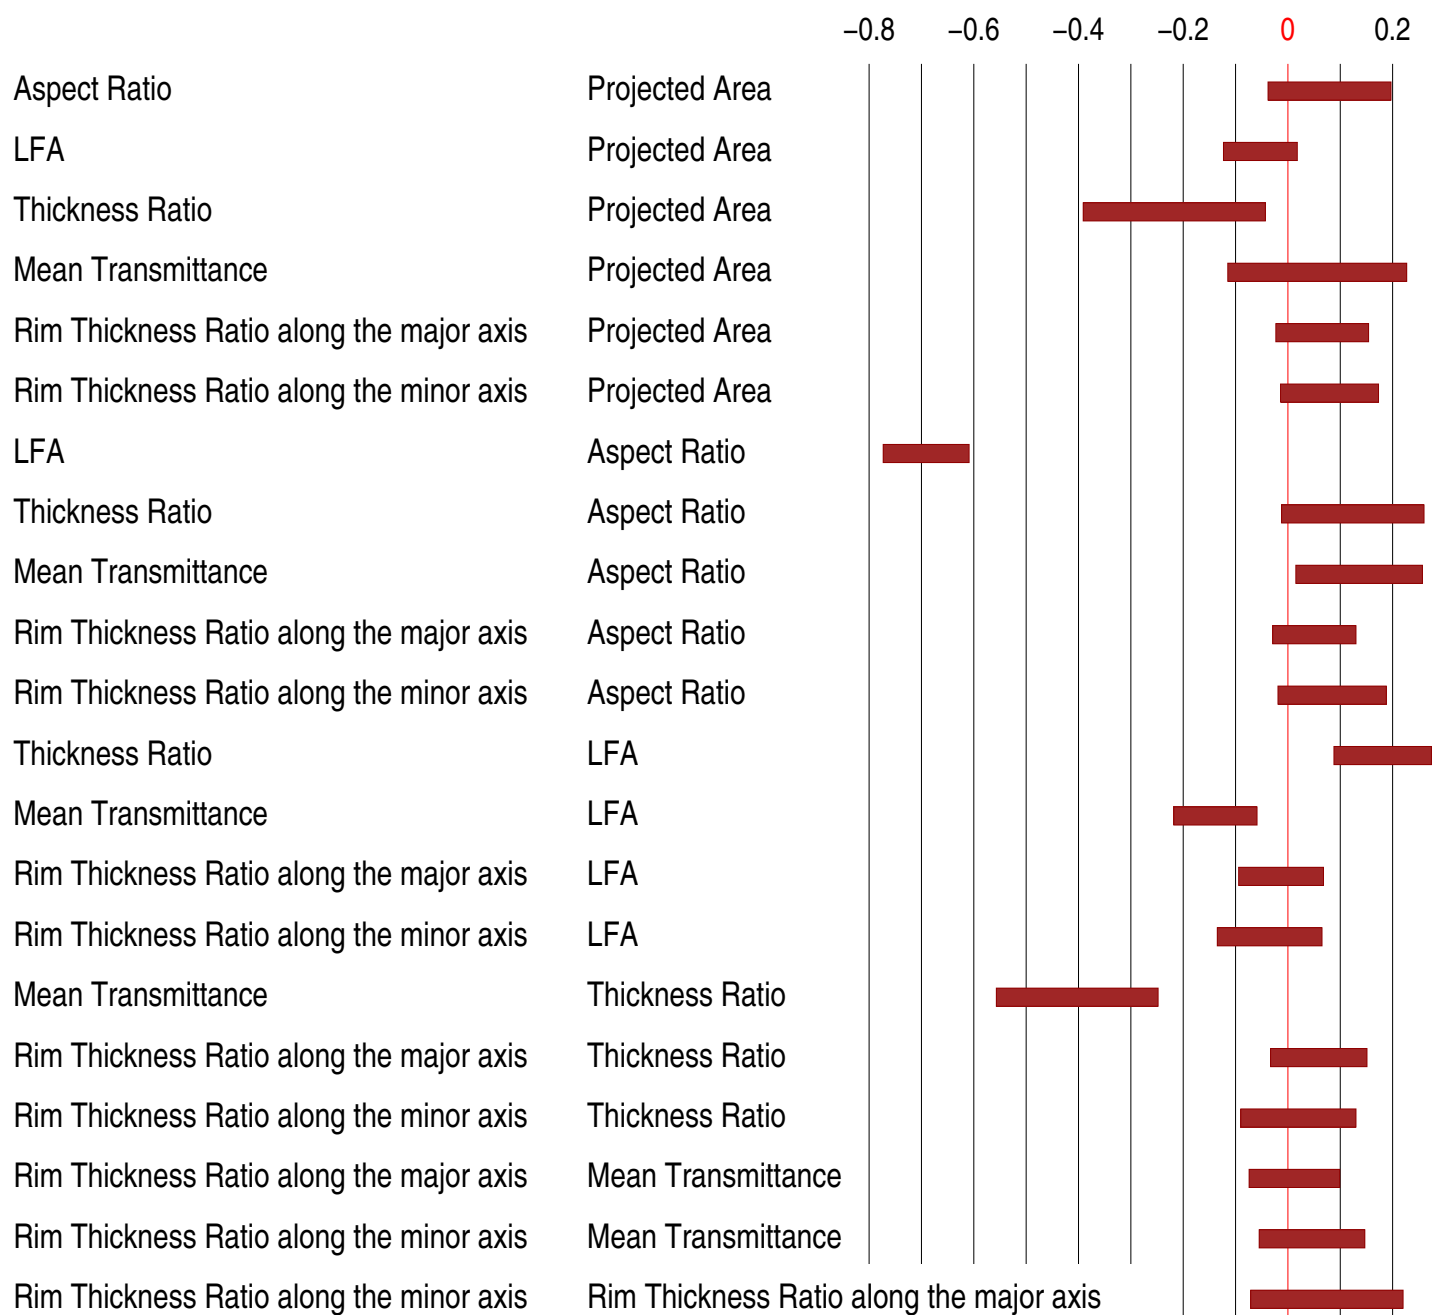 −0.8 −0.6 −0.4 −0.2 0 0.2
Aspect Ratio Projected Area
LFA Projected Area
Thickness Ratio Projected Area
Mean Transmittance Projected Area
Rim Thickness Ratio along the major axis Projected Area
Rim Thickness Ratio along the minor axis Projected Area
LFA Aspect Ratio
Thickness Ratio Aspect Ratio
Mean Transmittance Aspect Ratio
Rim Thickness Ratio along the major axis Aspect Ratio
Rim Thickness Ratio along the minor axis Aspect Ratio
Thickness Ratio LFA
Mean Transmittance LFA
Rim Thickness Ratio along the major axis LFA
Rim Thickness Ratio along the minor axis LFA
Mean Transmittance Thickness Ratio
Rim Thickness Ratio along the major axis Thickness Ratio
Rim Thickness Ratio along the minor axis Thickness Ratio
Rim Thickness Ratio along the major axis Mean Transmittance
Rim Thickness Ratio along the minor axis Mean Transmittance
Rim Thickness Ratio along the minor axis Rim Thickness Ratio along the major axis